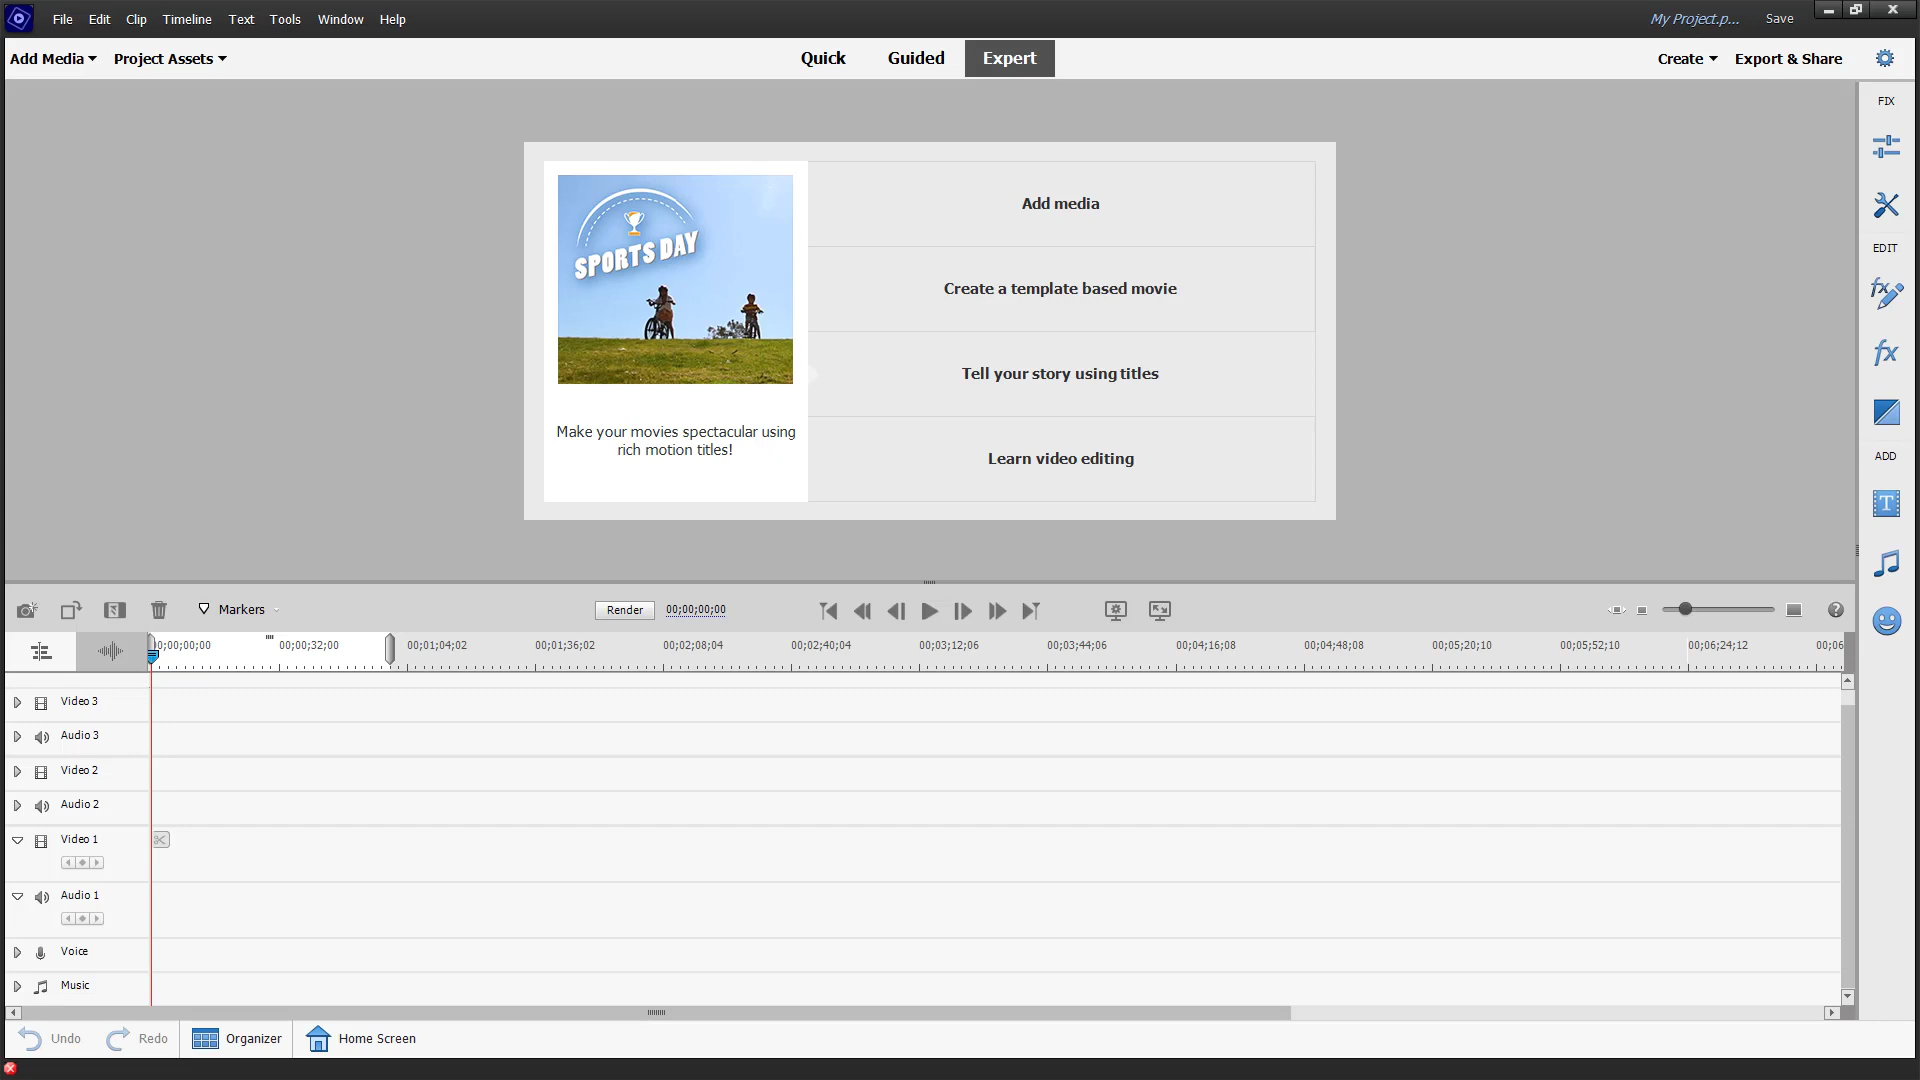 File Edit Clip Timeline Text Tools Window Help
My Project.p... Save
Add Media Project Assets
Quick Guided Expert
Create Export & Share
FIX
EDIT
ADD
SPORTS DAY
Make your movies spectacular using
rich motion titles!
Add media
Create a template based movie
Tell your story using titles
Learn video editing
Markers Render 00;00;00;00
0;00;00;00 00;00;32;00 00;01;04;02 00;01;36;02 00;02;08;04 00;02;40;04 00;03;12;06 00;03;44;06 00;04;16;08 00;04;48;08 00;05;20;10 00;05;52;10 00;06;24;12 00;06
Video 3
Audio 3
Video 2
Audio 2
Video 1
Audio 1
Voice
Music
Undo Redo Organizer Home Screen